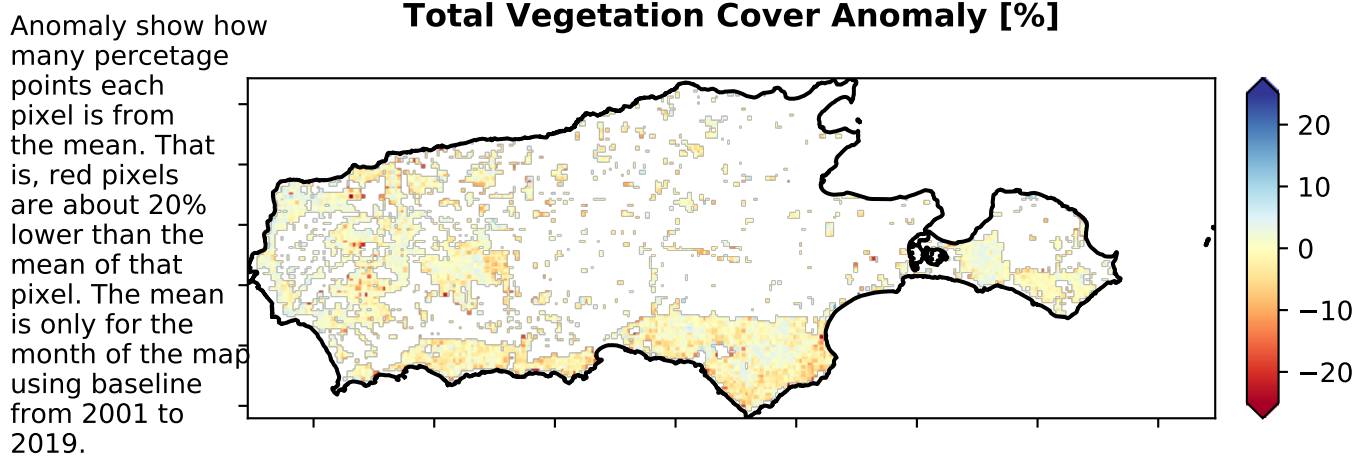 Total Vegetation Cover Anomaly [%]
Anomaly show how
many percetage
points each
pixel is from
the mean. That
is, red pixels
are about 20%
lower than the
mean of that
pixel. The mean
is only for the
month of the map
using baseline
from 2001 to
2019.
20
10
0
−10
−20